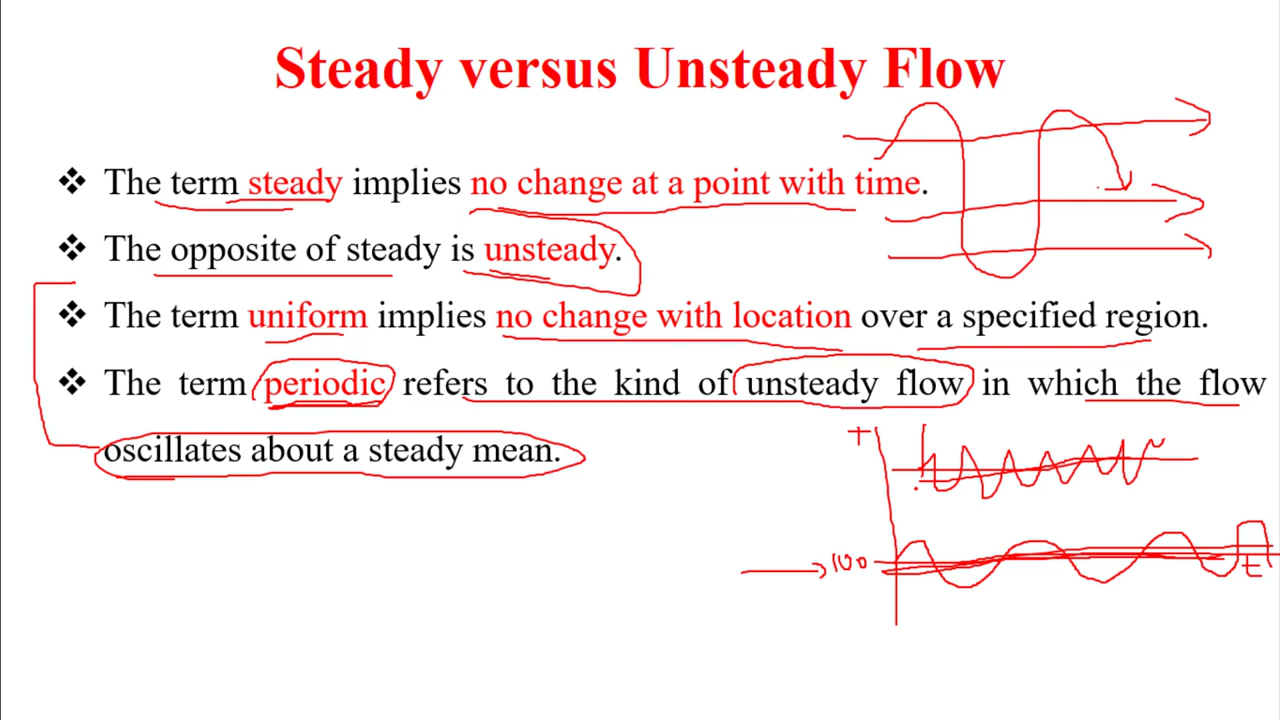 Steady versus Unsteady Flow
❖ The term steady implies no change at a point with time.
❖ The opposite of steady is unsteady.
❖ The term uniform implies no change with location over a specified region.
❖ The term periodic refers to the kind of unsteady flow in which the flow
oscillates about a steady mean.
+
100
t